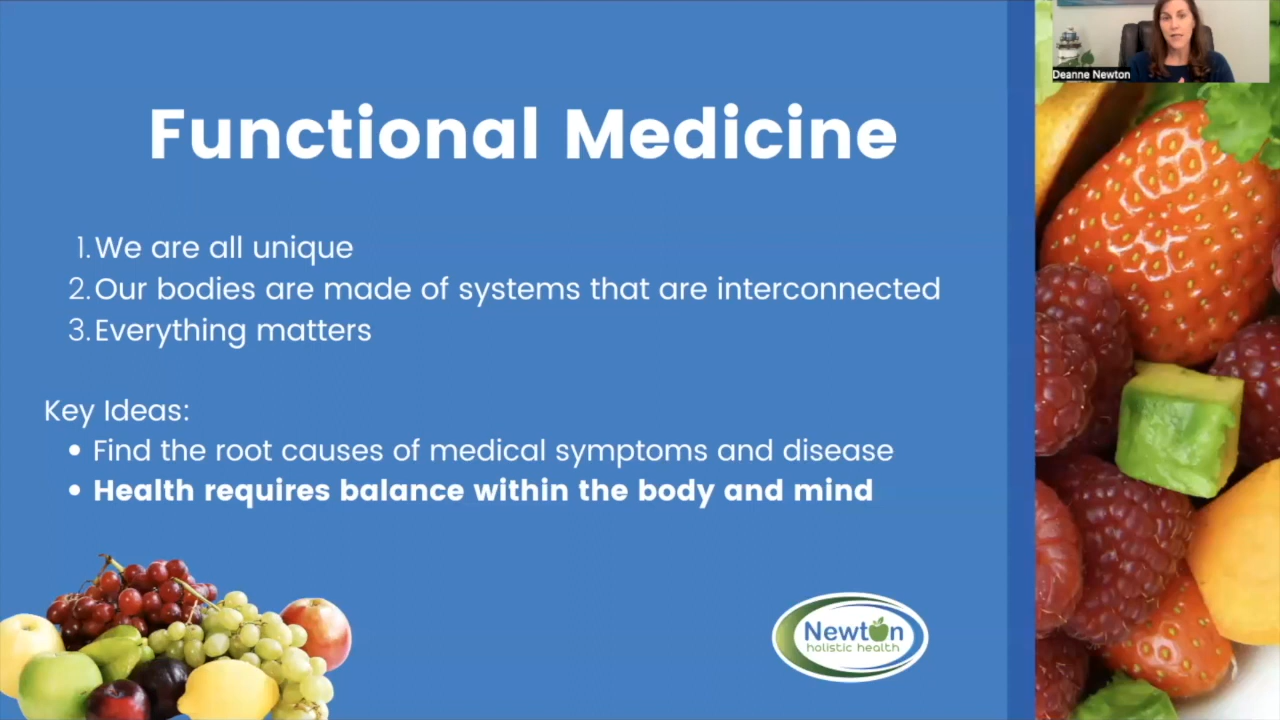 Deanne Newton
Functional Medicine
1. We are all unique
2. Our bodies are made of systems that are interconnected
3. Everything matters
Key Ideas:
• Find the root causes of medical symptoms and disease
• Health requires balance within the body and mind
Newton
holistic health